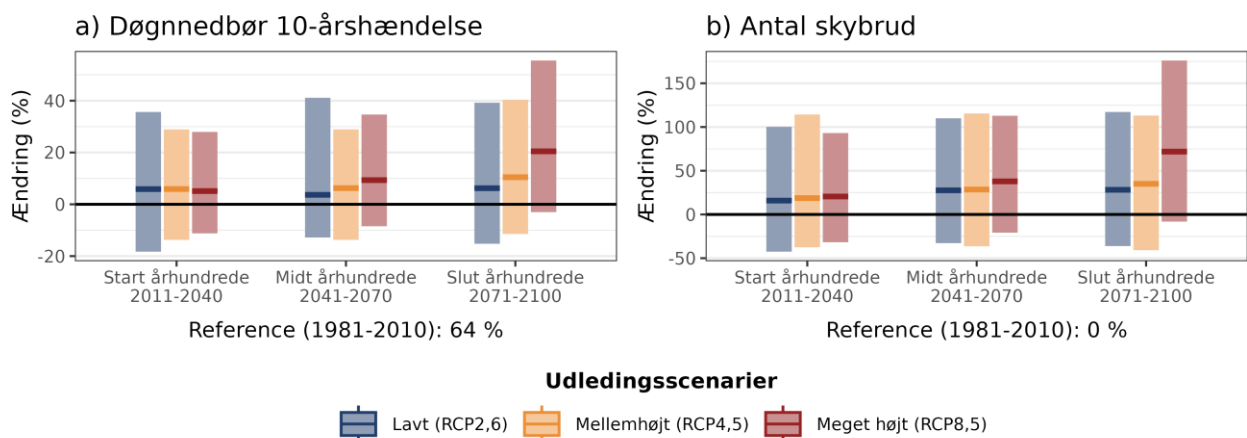 a) Døgnnedbør 10-årshændelse
Ændring (%)
40
20
0
-20
Start århundrede
2011-2040
Midt århundrede
2041-2070
Slut århundrede
2071-2100
Reference (1981-2010): 64 %
b) Antal skybrud
Ændring (%)
150
100
50
0
-50
Start århundrede
2011-2040
Midt århundrede
2041-2070
Slut århundrede
2071-2100
Reference (1981-2010): 0 %
Udledingsscenarier
Lavt (RCP2,6)
Mellemhøjt (RCP4,5)
Meget højt (RCP8,5)